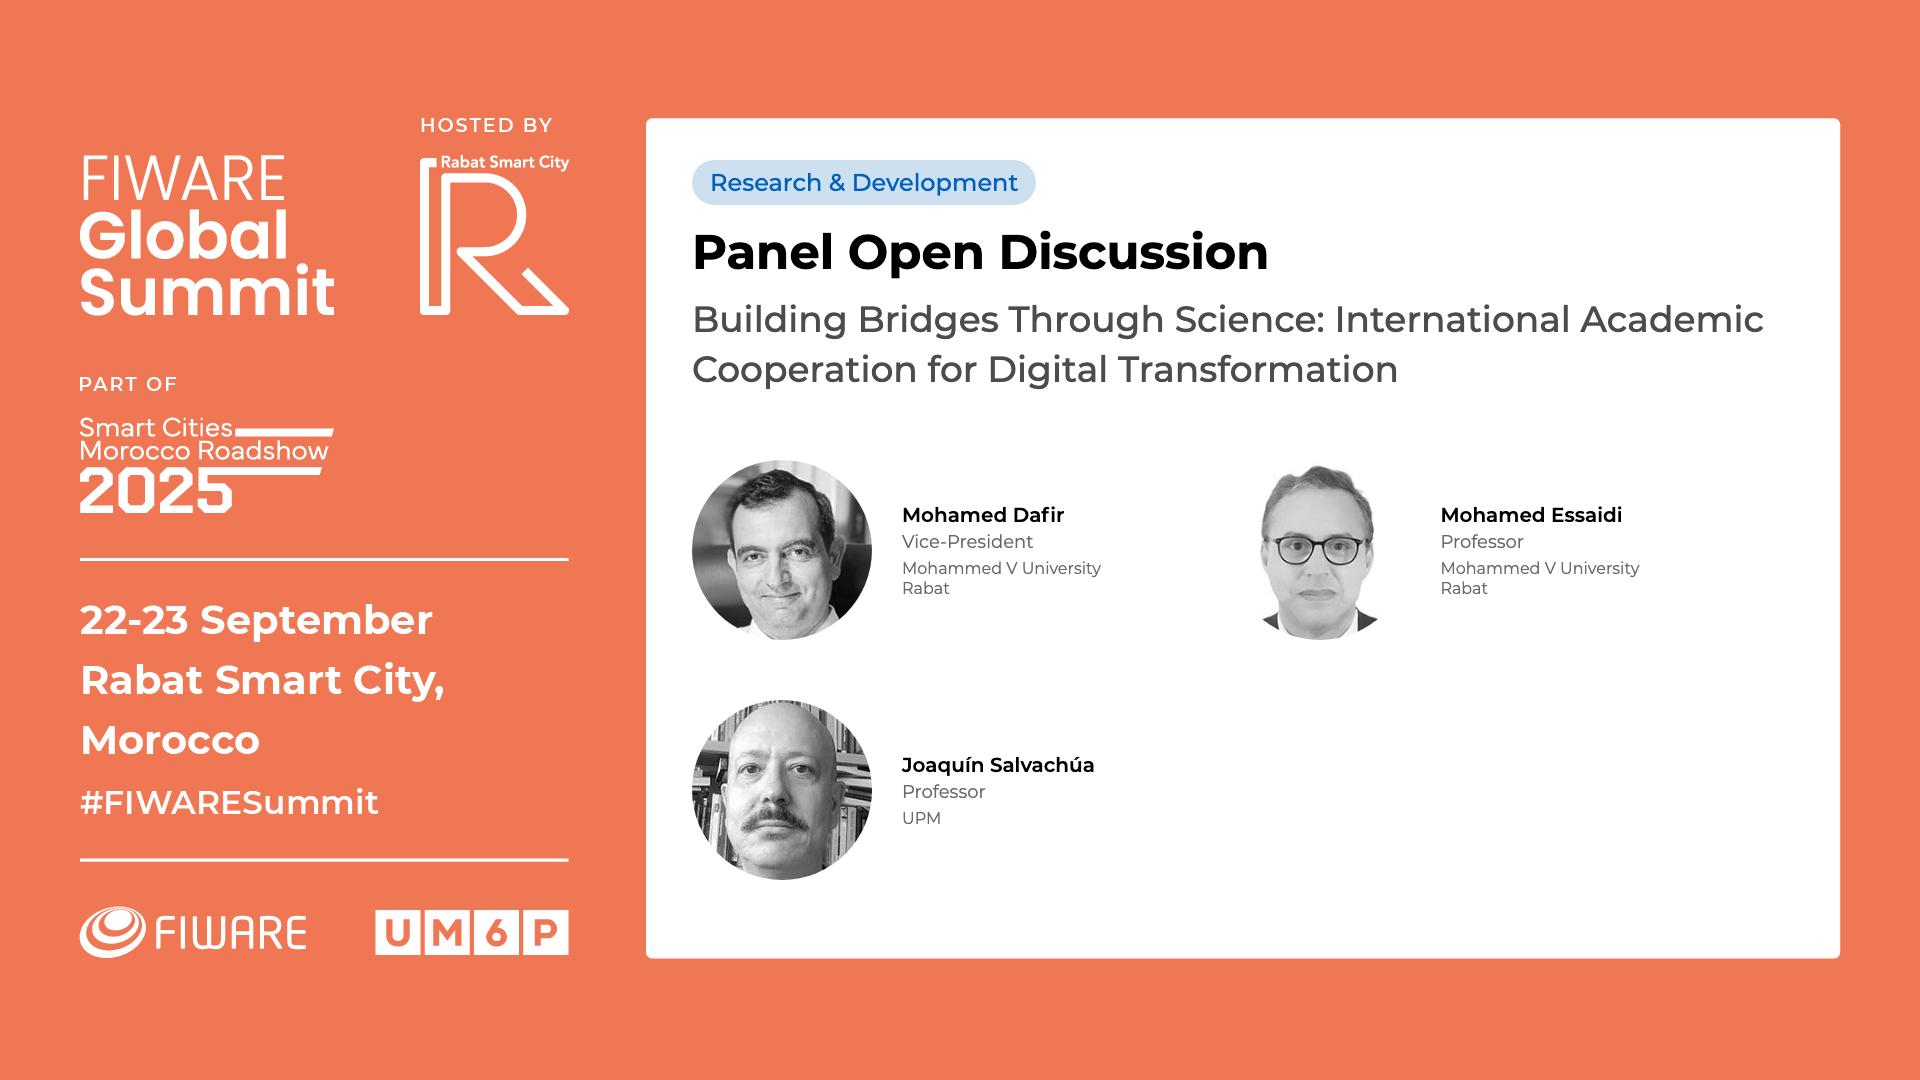 HOSTED BY
FIWARE
Global
Summit
Rabat Smart City
R
PART OF
Smart Cities
Morocco Roadshow
2025
22-23 September
Rabat Smart City,
Morocco
#FIWARESummit
FIWARE
UM6P
Research & Development
Panel Open Discussion
Building Bridges Through Science: International Academic
Cooperation for Digital Transformation
Mohamed Dafir
Vice-President
Mohammed V University
Rabat
Mohamed Essaidi
Professor
Mohammed V University
Rabat
Joaquín Salvachúa
Professor
UPM